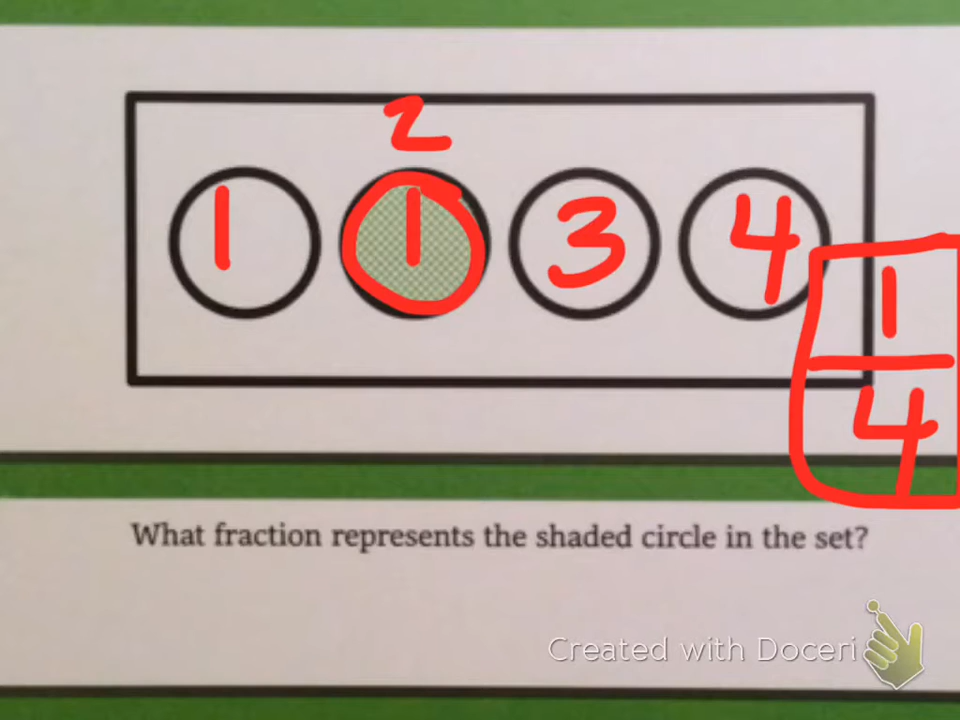 2
1 1 3 4
1
4
What fraction represents the shaded circle in the set?
Created with Doceri